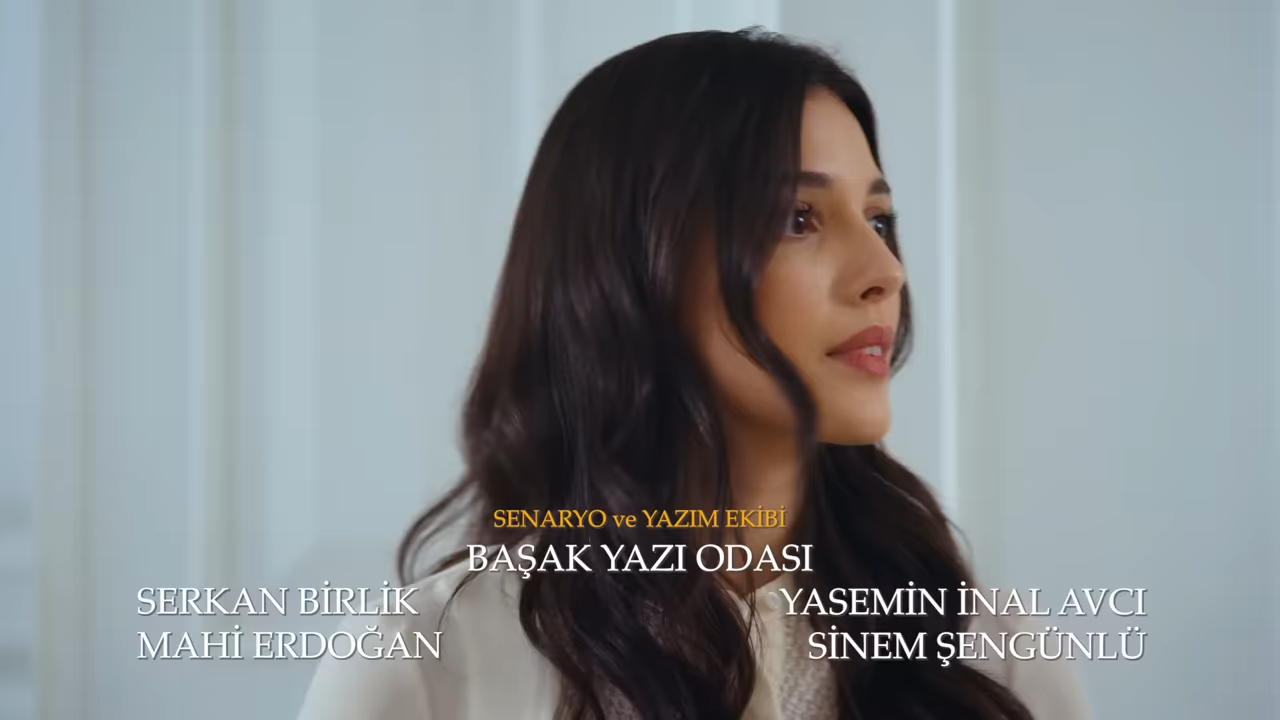 SENARYO ve YAZIM EKİBİ
BAŞAK YAZI ODASI
SERKAN BİRLİK
MAHİ ERDOĞAN
YASEMİN İNAL AVCI
SİNEM ŞENGÜNLÜ